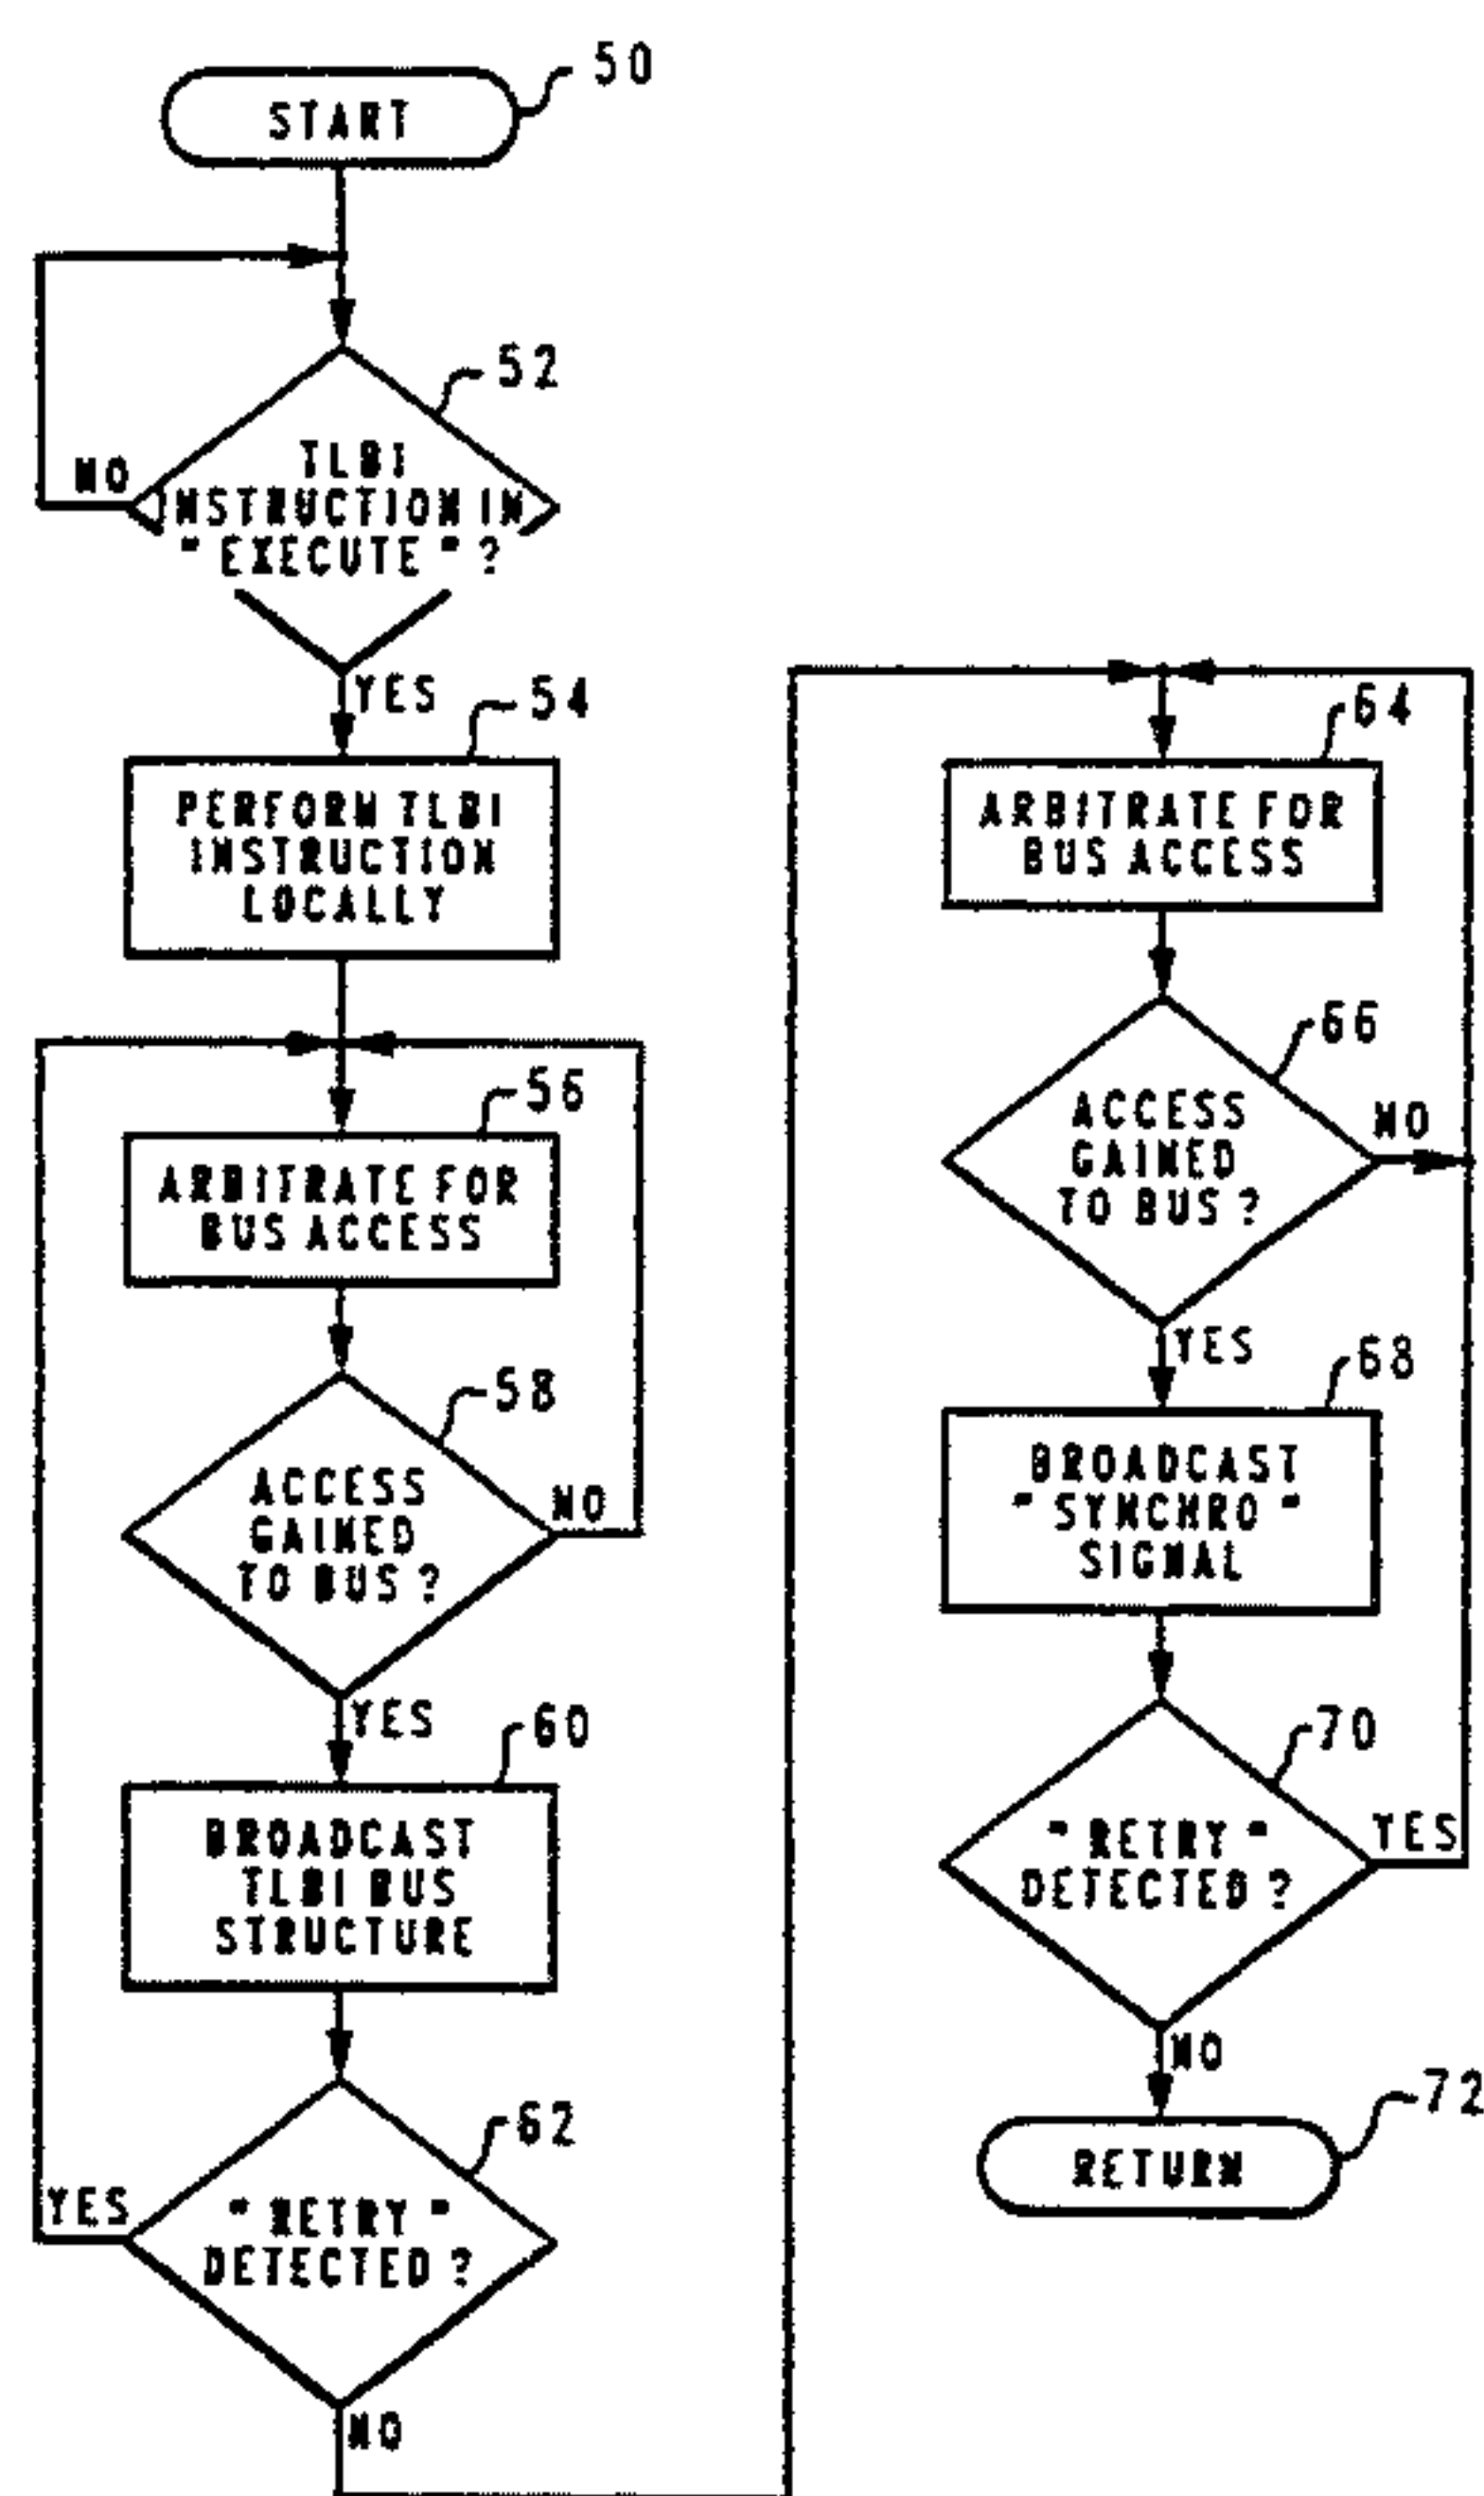 50
START
52
NO
TLBI
INSTRUCTION IN
"EXECUTE"?
YES
54
PERFORM TLBI
INSTRUCTION
LOCALLY
56
ARBITRATE FOR
BUS ACCESS
58
ACCESS
GAINED
TO BUS?
NO
YES
60
BROADCAST
TLBI BUS
STRUCTURE
62
YES
"RETRY"
DETECTED?
NO
64
ARBITRATE FOR
BUS ACCESS
66
ACCESS
GAINED
TO BUS?
NO
YES
68
BROADCAST
"SYNCHRO"
SIGNAL
70
"RETRY"
DETECTED?
YES
NO
72
RETURN